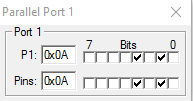 Parallel Port 1
Port 1
7 Bits 0
P1: 0x0A
Pins: 0x0A